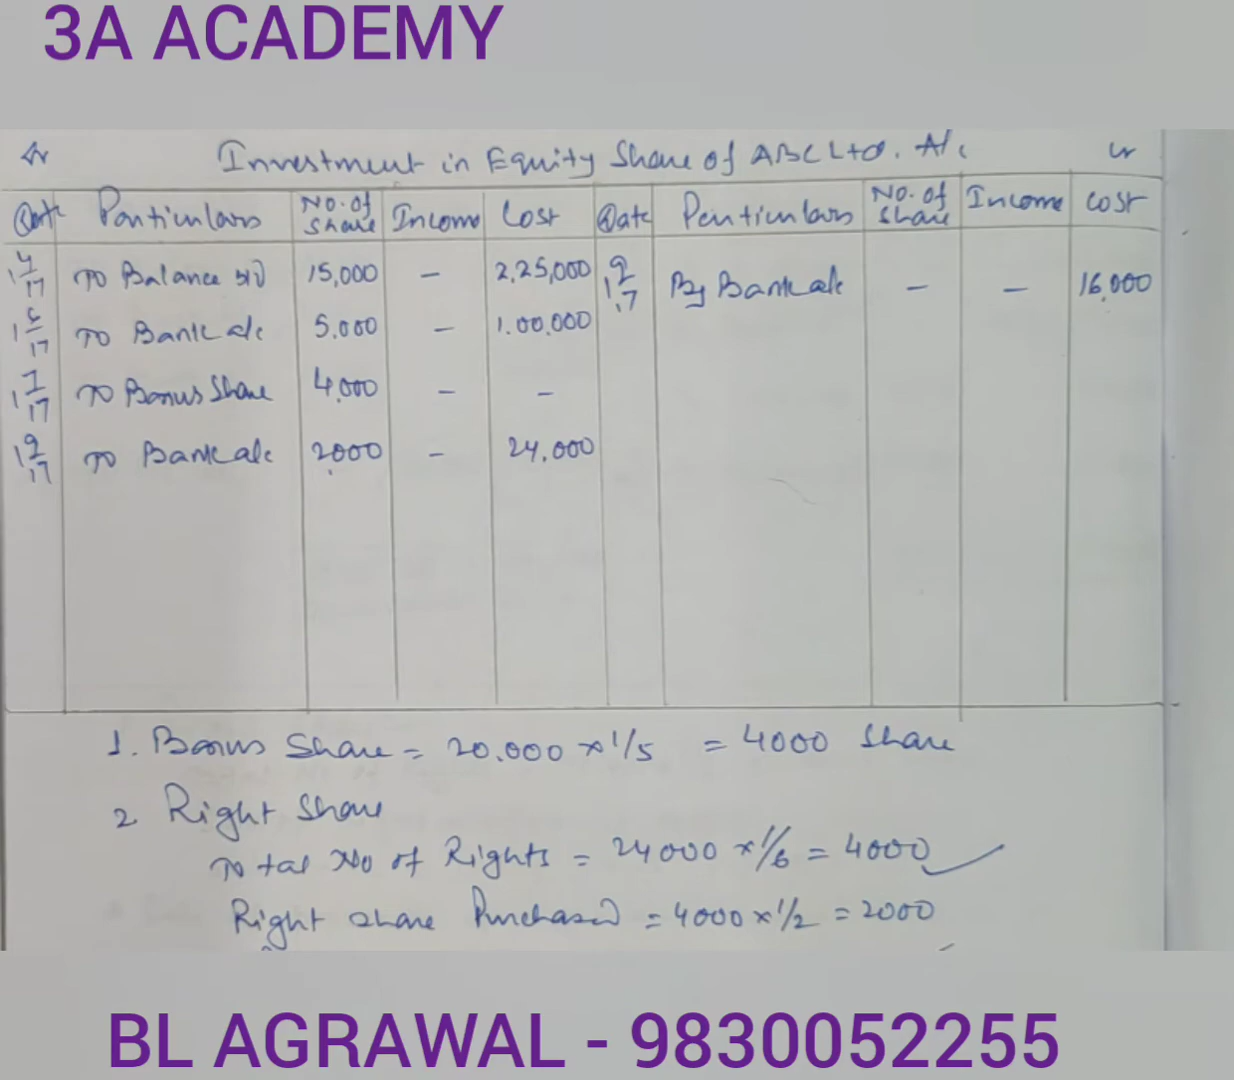 3A ACADEMY
Dr Investment in Equity Share of ABC Ltd. A/c Cr
Date Particulars No. of Share Income Cost Date Particulars No. of Share Income Cost
1/4/17 To Balance b/d 15,000 - 2,25,000 1/9/17 By Bank a/c - - 16,000
1/6/17 To Bank a/c 5,000 - 1,00,000
1/7/17 To Bonus Share 4,000 - -
1/9/17 To Bank a/c 2000 - 24,000
1. Bonus Share = 20,000 x 1/5 = 4000 Share
2 Right Share
Total No of Rights = 24000 x 1/6 = 4000
Right share Purchased = 4000 x 1/2 = 2000
BL AGRAWAL - 9830052255